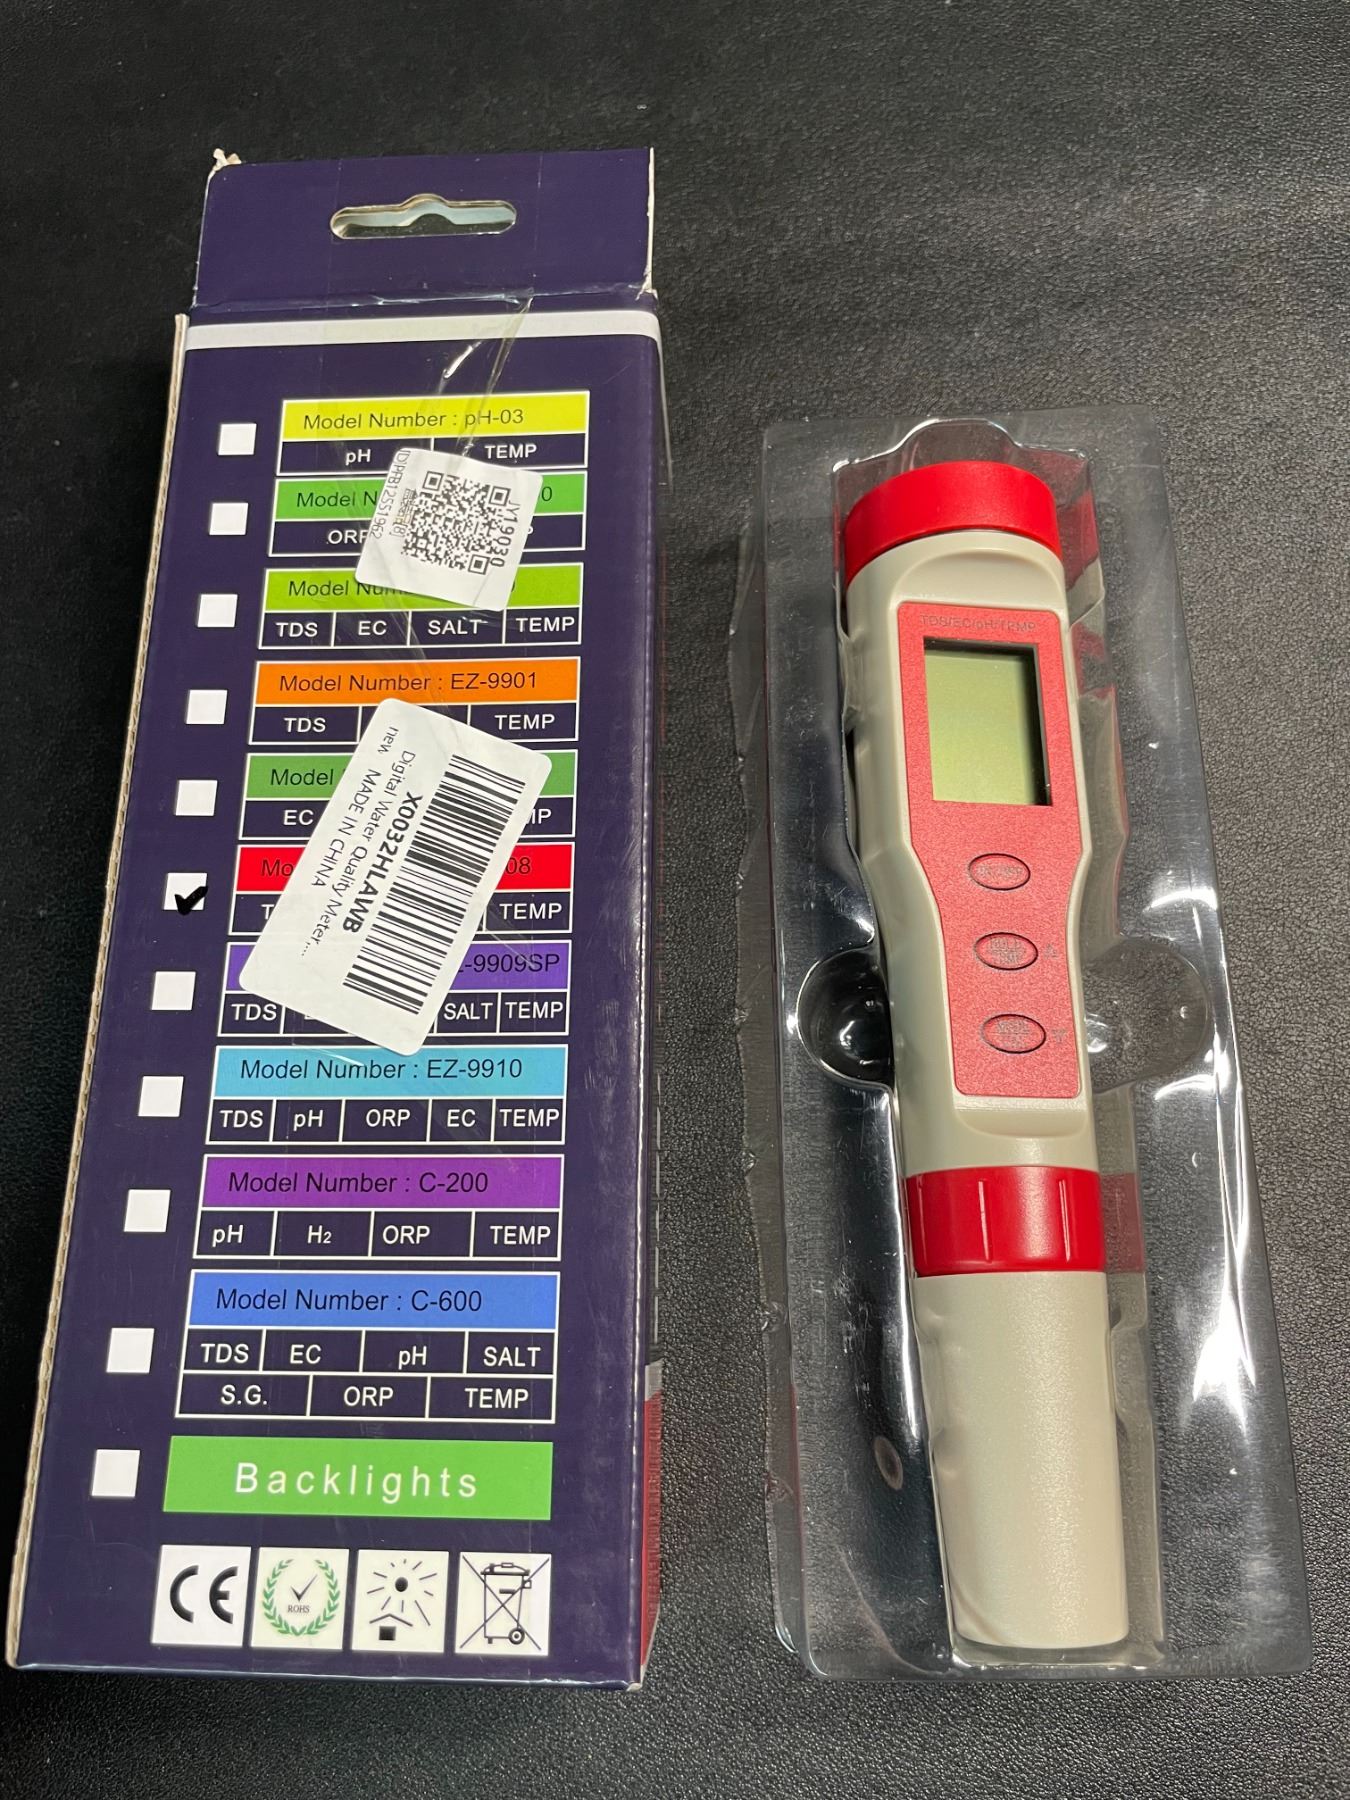 Model Number : pH-03
pH TEMP
Model N
0
ORP
JY19030
Model Num
TDS EC SALT TEMP
Model Number : EZ-9901
TDS TEMP
Model
EC
Digital Water Quality Meter....
new MADE IN CHINA
X0032HLAWB
08
TEMP
-9909SP
TDS SALT TEMP
Model Number : EZ-9910
TDS pH ORP EC TEMP
Model Number : C-200
pH H2 ORP TEMP
Model Number : C-600
TDS EC pH SALT
S.G. ORP TEMP
Backlights
CE
ROHS
TDS/EC/pH/TEMP